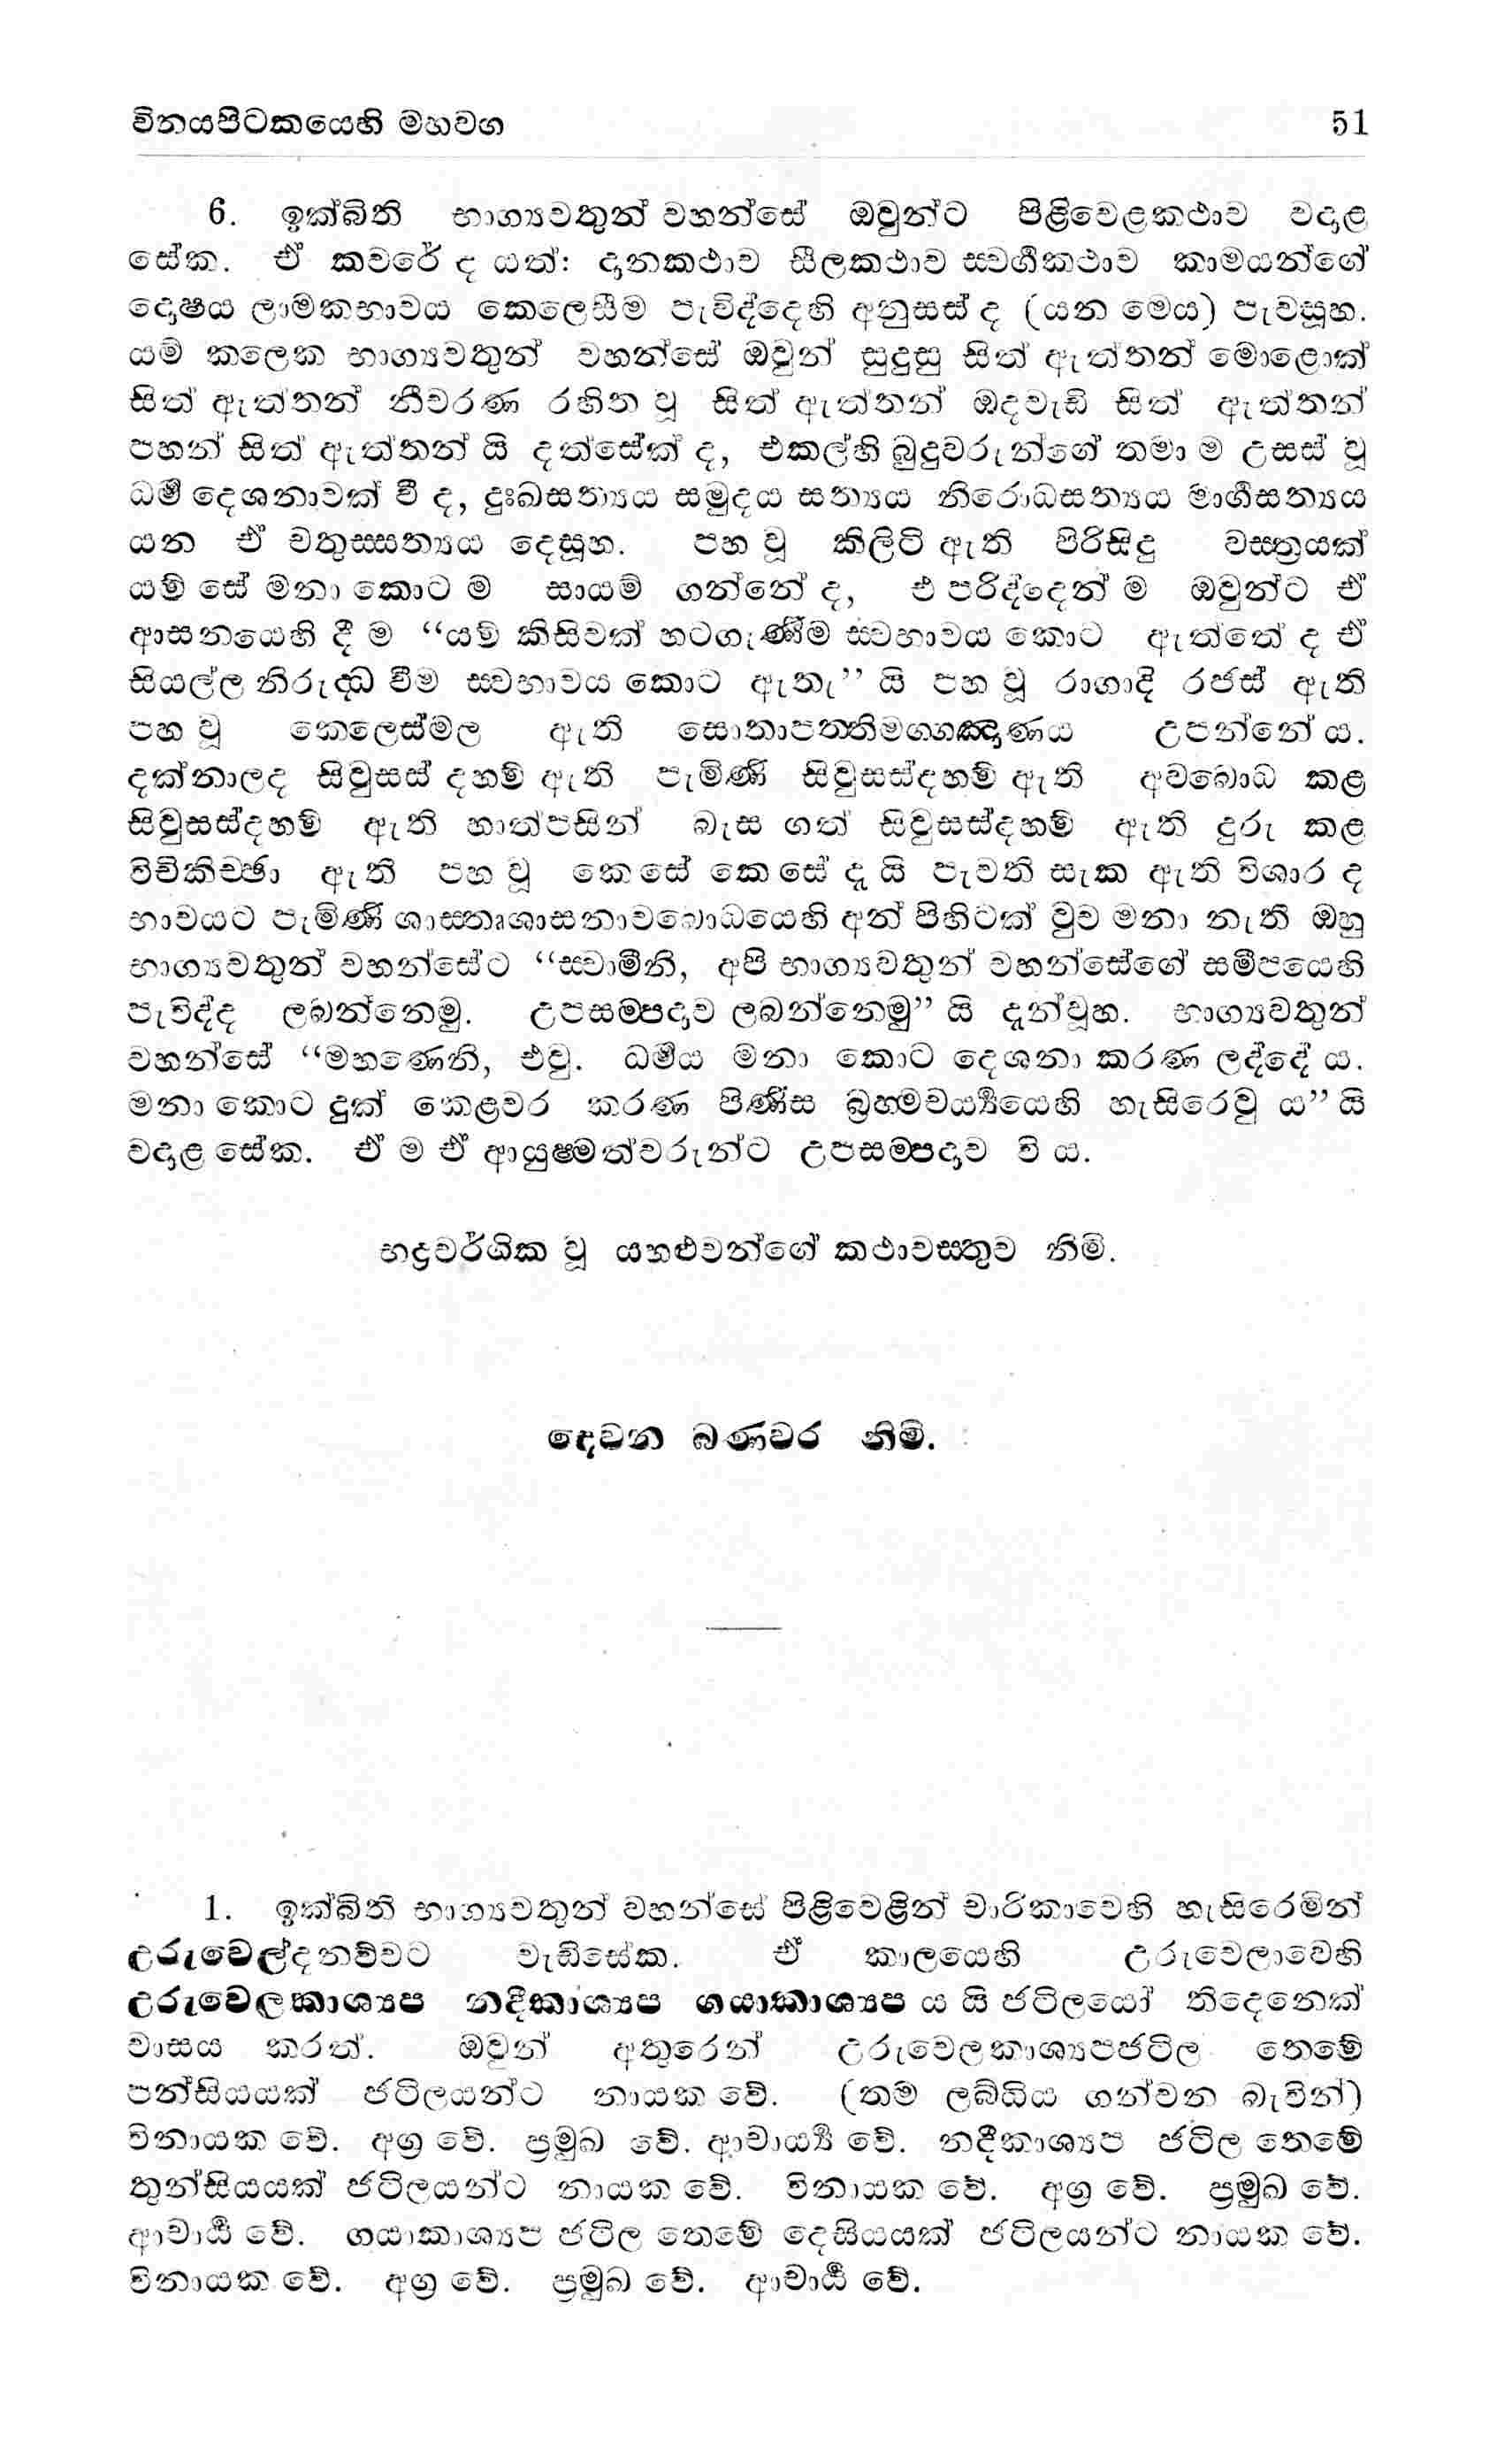 විනයපිටකයෙහි මහවග 51
6. ඉක්බිති භාග්‍යවතුන් වහන්සේ ඔවුන්ට පිළිවෙළකථාව වදාළ
සේක. ඒ කවරේ ද යත්: දානකථාව සීලකථාව ස්වර්‍ගකථාව කාමයන්ගේ
දොෂය ලාමකභාවය කෙලෙසීම පැවිද්දෙහි අනුසස් ද (යන මෙය) පැවසූහ.
යම් කලෙක භාග්‍යවතුන් වහන්සේ ඔවුන් සුදුසු සිත් ඇත්තන් මොළොක්
සිත් ඇත්තන් නීවරණ රහිත වූ සිත් ඇත්තන් ඔදවැඩි සිත් ඇත්තන්
පහන් සිත් ඇත්තන් යි දත්සේක් ද, එකල්හි බුදුවරුන්ගේ තමා ම උසස් වූ
ධර්‍ම දෙශනාවක් වී ද, දුඃඛසත්‍යය සමුදය සත්‍යය නිරොධසත්‍යය මාර්‍ගසත්‍යය
යන ඒ චතුස්සත්‍යය දෙසූහ. පහ වූ කිලිටි ඇති පිරිසිදු වස්ත්‍රයක්
යම් සේ මනා කොට ම සායම් ගන්නේ ද, එ පරිද්දෙන් ම ඔවුන්ට ඒ
ආසනයෙහි දී ම “යම් කිසිවක් හටගැණීම ස්වභාවය කොට ඇත්තේ ද ඒ
සියල්ල නිරුද්ධ වීම ස්වභාවය කොට ඇතැ” යි පහ වූ රාගාදි රජස් ඇති
පහ වූ කෙලෙස්මල ඇති සොතාපත්තිමග්ගඤාණය උපන්නේ ය.
දක්නාලද සිවුසස් දහම් ඇති පැමිණි සිවුසස්දහම් ඇති අවබොධ කළ
සිවුසස්දහම් ඇති හාත්පසින් බැස ගත් සිවුසස්දහම් ඇති දුරු කළ
විචිකිච්ඡා ඇති පහ වූ කෙසේ කෙසේ දැ යි පැවති සැක ඇති විශාරද
භාවයට පැමිණි ශාස්තෘශාසනාවබොධයෙහි අන් පිහිටක් වුව මනා නැති ඔහු
භාග්‍යවතුන් වහන්සේට “ස්වාමීනි, අපි භාග්‍යවතුන් වහන්සේගේ සමීපයෙහි
පැවිද්ද ලබන්නෙමු. උපසම්පදාව ලබන්නෙමු” යි දැන්වූහ. භාග්‍යවතුන්
වහන්සේ “මහණෙනි, එවු. ධර්‍මය මනා කොට දෙශනා කරණ ලද්දේ ය.
මනා කොට දුක් කෙළවර කරණ පිණිස බ්‍රහ්මචර්‍ය්‍යයෙහි හැසිරෙවු ය” යි
වදාළ සේක. ඒ ම ඒ ආයුෂ්මත්වරුන්ට උපසම්පදාව වි ය.
භද්‍රවර්ගික වූ යහළුවන්ගේ කථාවස්තුව නිමි.
දෙවන බණවර නිමි.
1. ඉක්බිති භාග්‍යවතුන් වහන්සේ පිළිවෙළින් චාරිකාවෙහි හැසිරෙමින්
උරුවෙල්දනව්වට වැඩිසේක. ඒ කාලයෙහි උරුවෙලාවෙහි
උරුවෙලකාශ්‍යප නදීකාශ්‍යප ගයාකාශ්‍යප ය යි ජටිලයෝ තිදෙනෙක්
වාසය කරත්. ඔවුන් අතුරෙන් උරුවෙලකාශ්‍යපජටිල තෙමේ
පන්සියයක් ජටිලයන්ට නායක වේ. (තම ලබ්ධිය ගන්වන බැවින්)
විනායක වේ. අග්‍ර වේ. ප්‍රමුඛ වේ. ආචාර්‍ය්‍ය වේ. නදීකාශ්‍යප ජටිල තෙමේ
තුන්සියයක් ජටිලයන්ට නායක වේ. විනායක වේ. අග්‍ර වේ. ප්‍රමුඛ වේ.
ආචාර්‍ය වේ. ගයාකාශ්‍යප ජටිල තෙමේ දෙසියයක් ජටිලයන්ට නායක වේ.
විනායක වේ. අග්‍ර වේ. ප්‍රමුඛ වේ. ආචාර්‍ය වේ.